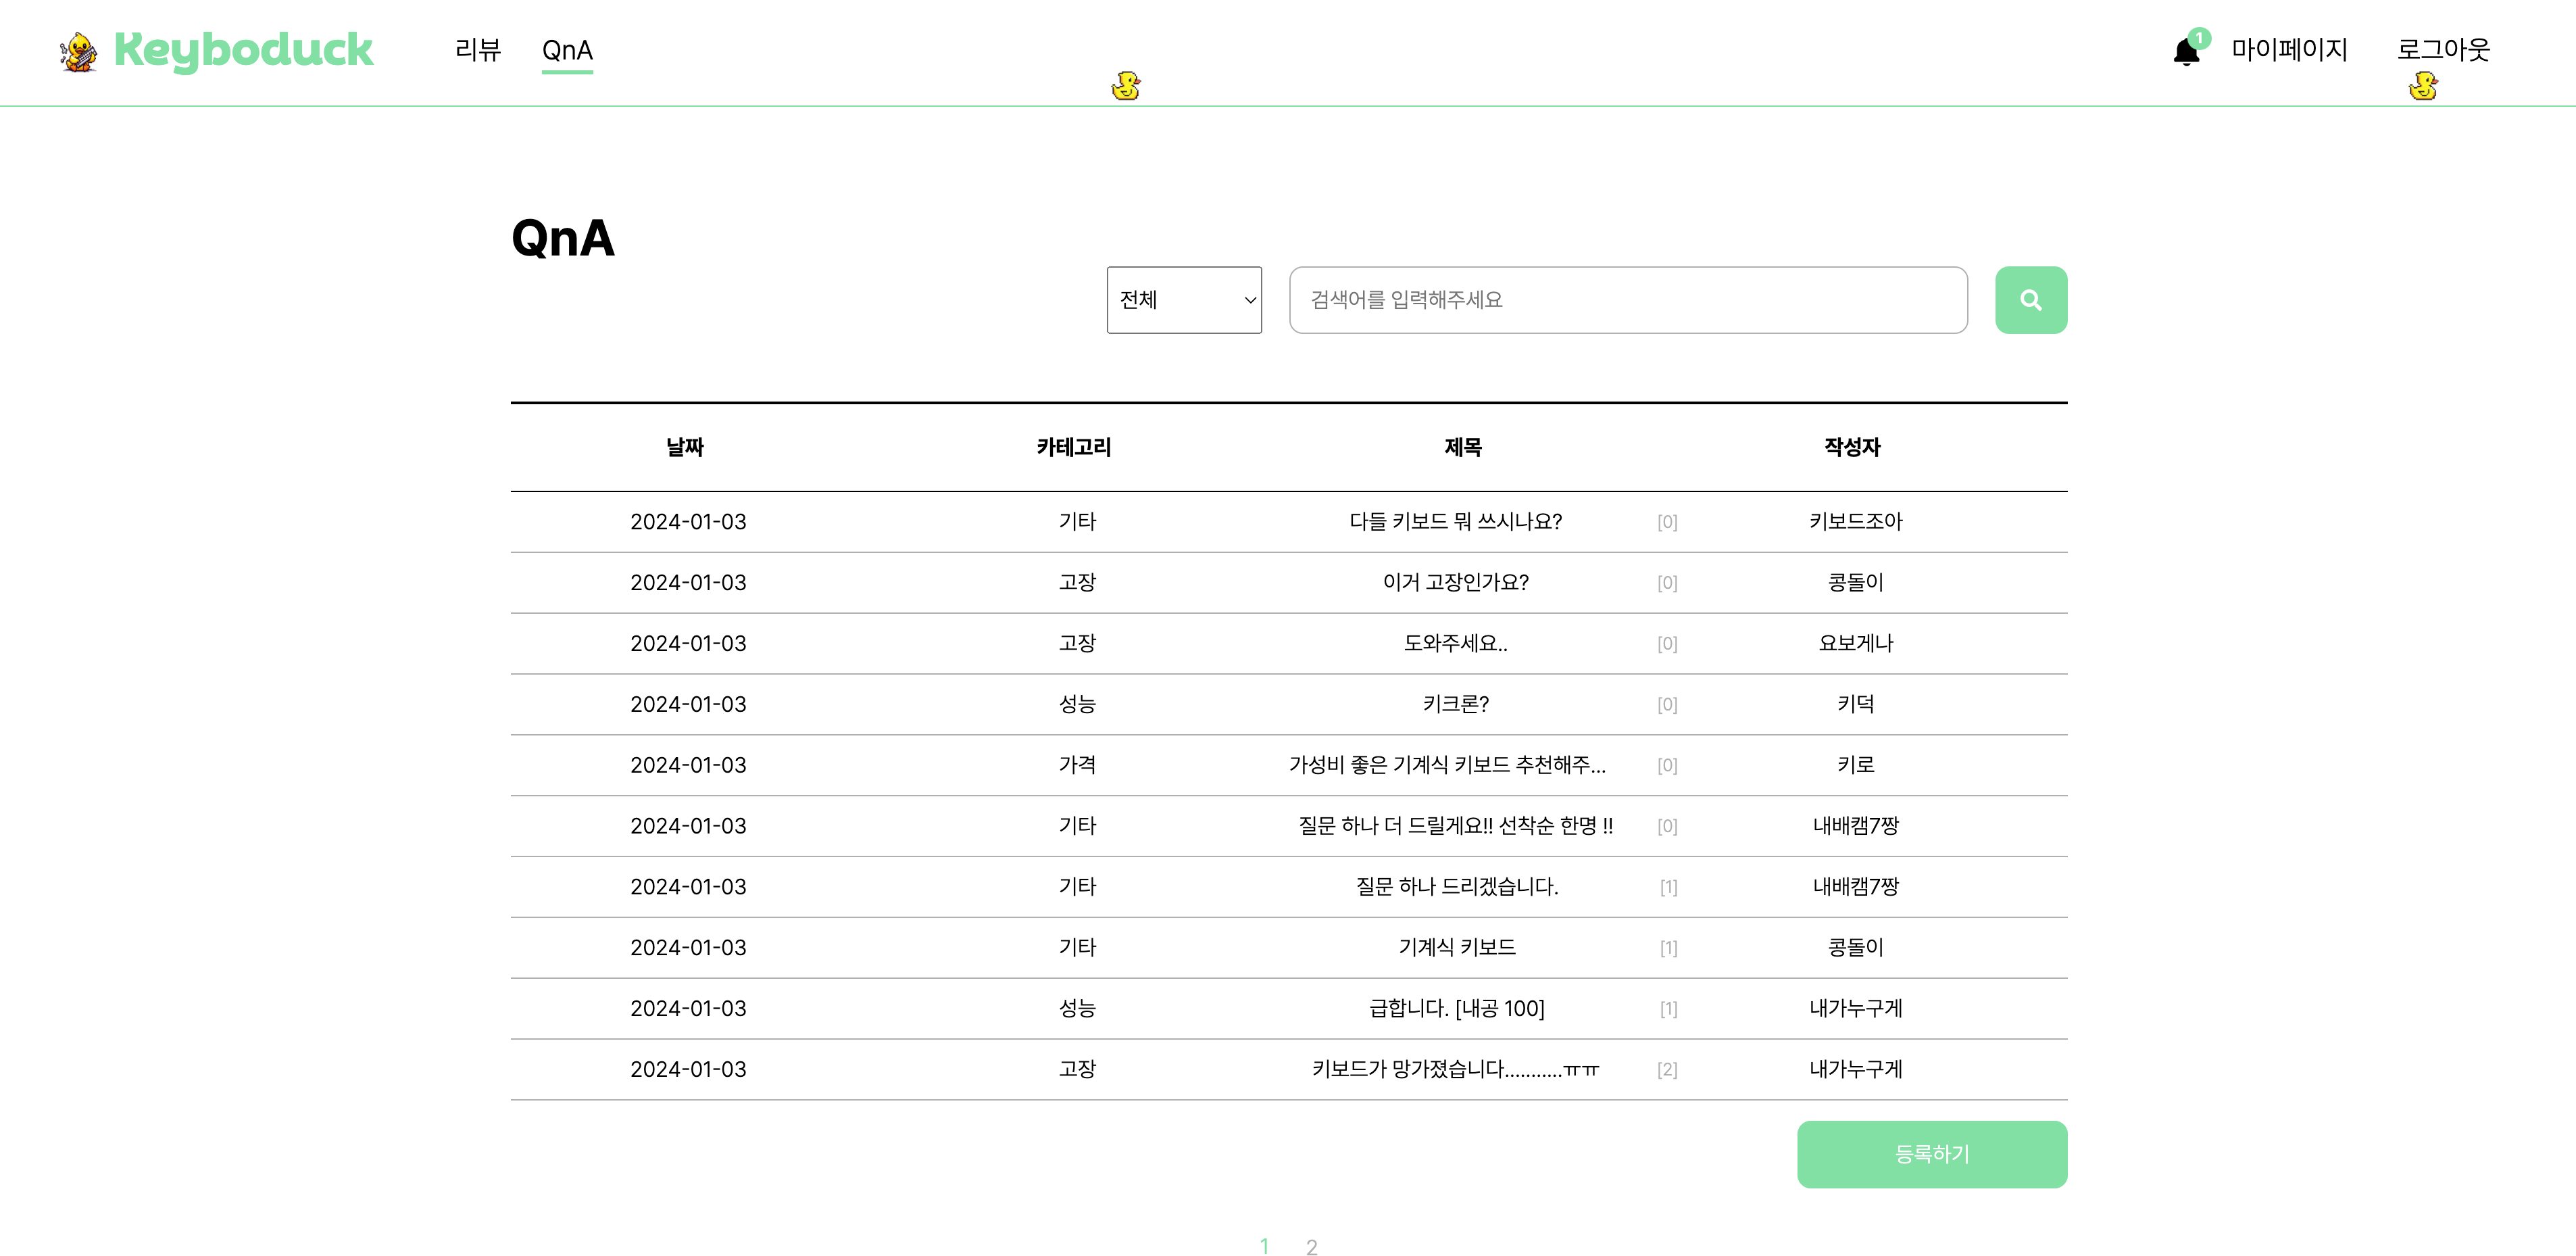 Keyboduck 리뷰 QnA 1 마이페이지 로그아웃
QnA
전체 검색어를 입력해주세요
날짜 카테고리 제목 작성자
2024-01-03 기타 다들 키보드 뭐 쓰시나요? [0] 키보드조아
2024-01-03 고장 이거 고장인가요? [0] 콩돌이
2024-01-03 고장 도와주세요.. [0] 요보게나
2024-01-03 성능 키크론? [0] 키덕
2024-01-03 가격 가성비 좋은 기계식 키보드 추천해주... [0] 키로
2024-01-03 기타 질문 하나 더 드릴게요!! 선착순 한명 !! [0] 내배캠7짱
2024-01-03 기타 질문 하나 드리겠습니다. [1] 내배캠7짱
2024-01-03 기타 기계식 키보드 [1] 콩돌이
2024-01-03 성능 급합니다. [내공 100] [1] 내가누구게
2024-01-03 고장 키보드가 망가졌습니다...........ㅠㅠ [2] 내가누구게
등록하기
1 2